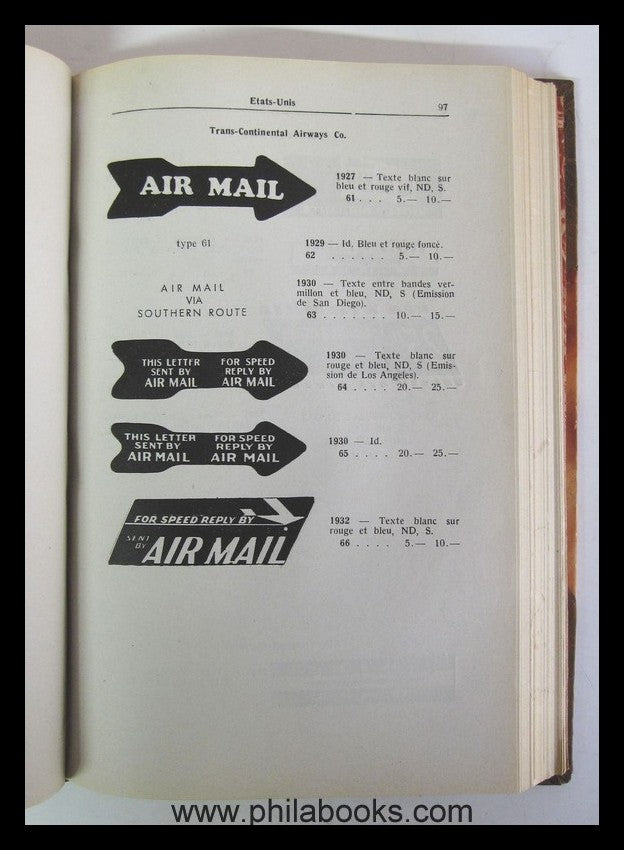 Etats-Unis
97
Trans-Continental Airways Co.
AIR MAIL
1927 — Texte blanc sur
bleu et rouge vif, ND, S.
61 . . . 5.— 10.—
type 61
1929 — Id. Bleu et rouge foncé.
62 . . . . . . 5.— 10.—
AIR MAIL
VIA
SOUTHERN ROUTE
1930 — Texte entre bandes ver-
millon et bleu, ND, S (Emission
de San Diego).
63 . . . . . . . 10.— 15.—
THIS LETTER
SENT BY
AIR MAIL
FOR SPEED
REPLY BY
AIR MAIL
1930 — Texte blanc sur
rouge et bleu, ND, S (Emis-
sion de Los Angeles).
64 . . . . 20.— 25.—
THIS LETTER
SENT BY
AIR MAIL
FOR SPEED
REPLY BY
AIR MAIL
1930 — Id.
65 . . . . 20.— 25.—
FOR SPEED REPLY BY
SENT
BY
AIR MAIL
1932 — Texte blanc sur
rouge et bleu, ND, S.
66 . . . . 5.— 10.—
www.philabooks.com